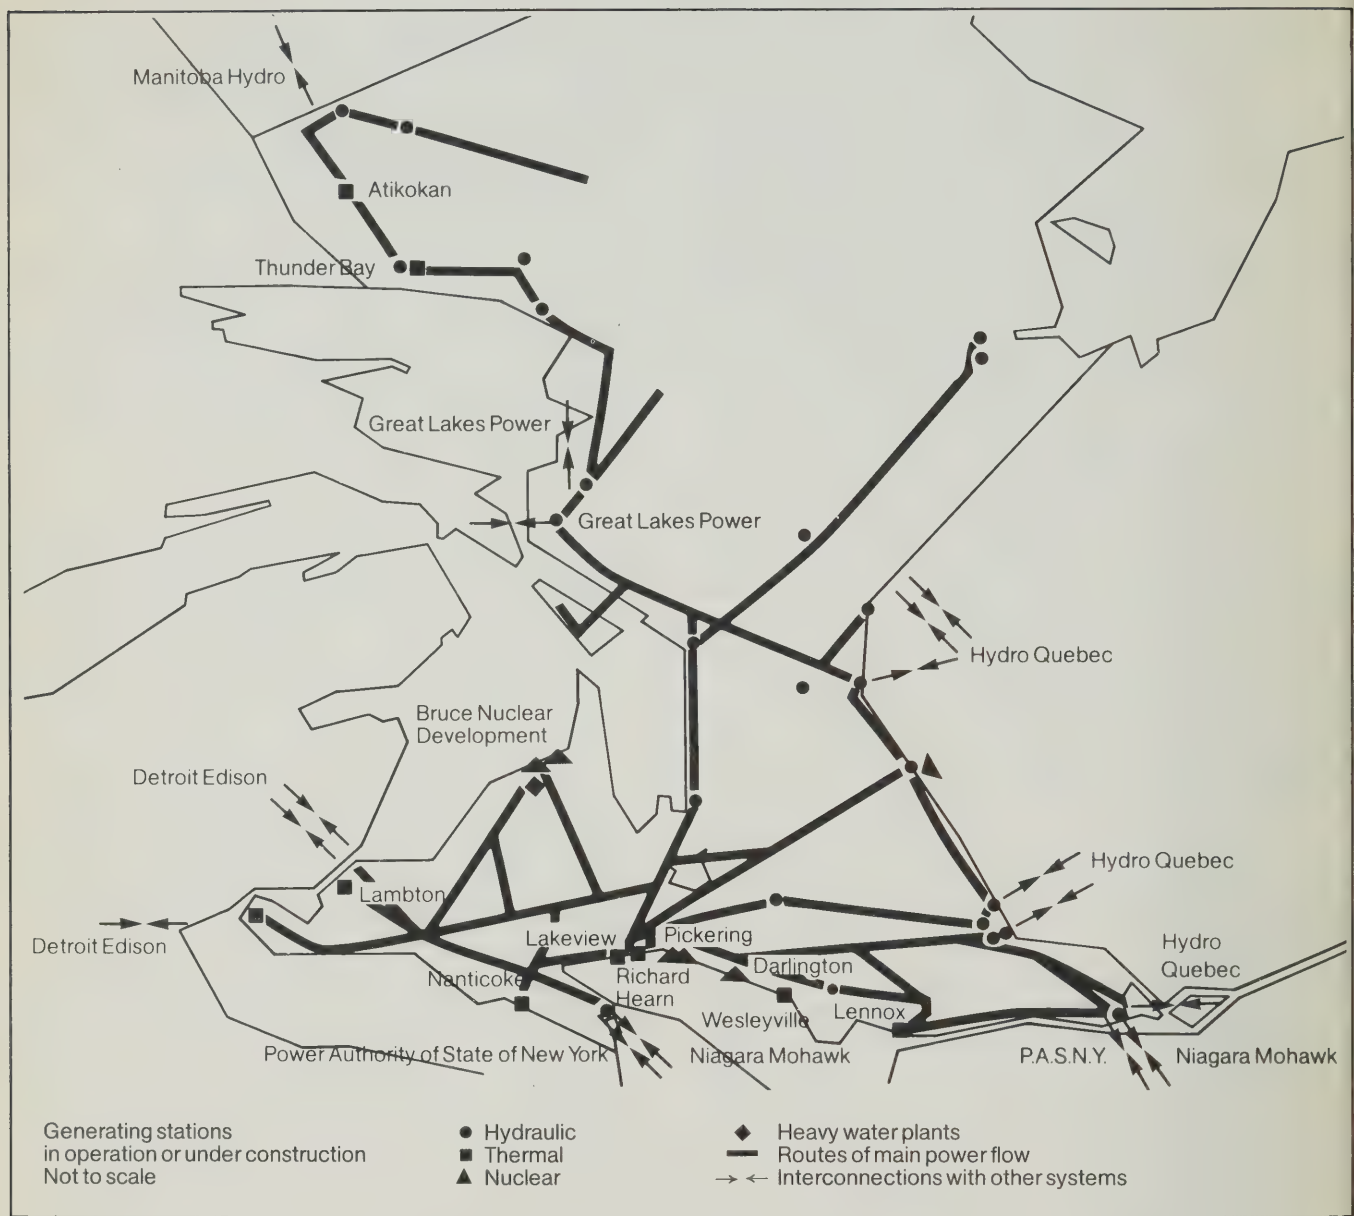 Manitoba Hydro
Atikokan
Thunder Bay
Great Lakes Power
Great Lakes Power
Hydro Quebec
Bruce Nuclear
Development
Detroit Edison
Hydro Quebec
Lambton
Detroit Edison
Lakeview
Pickering
Hydro
Quebec
Nanticoke
Richard
Hearn
Darlington
Wesleyville
Lennox
Power Authority of State of New York
Niagara Mohawk
P.A.S.N.Y.
Niagara Mohawk
Generating stations
in operation or under construction
Not to scale
Hydraulic
Thermal
Nuclear
Heavy water plants
Routes of main power flow
Interconnections with other systems